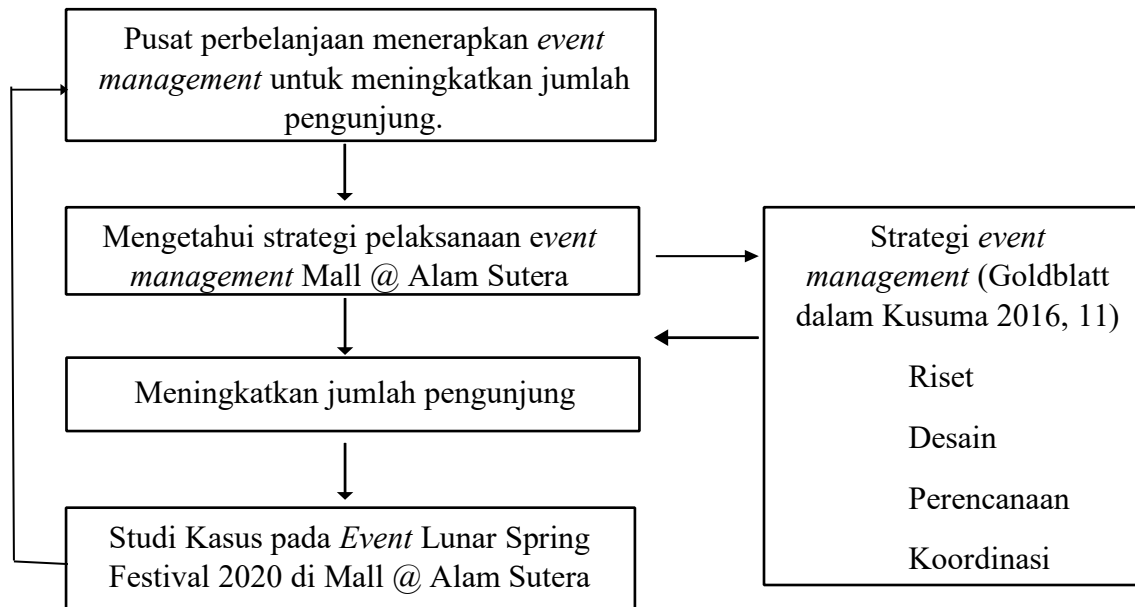 Pusat perbelanjaan menerapkan event
management untuk meningkatkan jumlah
pengunjung.
Mengetahui strategi pelaksanaan event
management Mall @ Alam Sutera
Meningkatkan jumlah pengunjung
Studi Kasus pada Event Lunar Spring
Festival 2020 di Mall @ Alam Sutera
Strategi event
management (Goldblatt
dalam Kusuma 2016, 11)
Riset
Desain
Perencanaan
Koordinasi